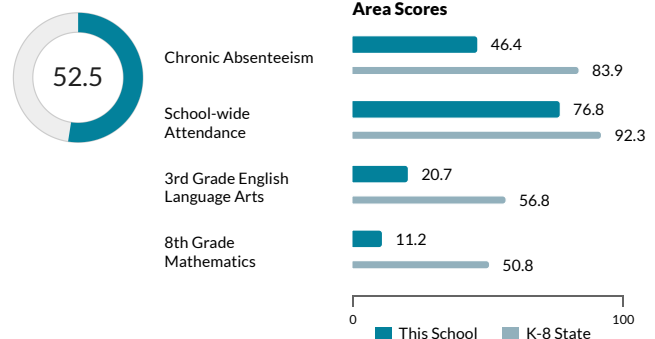 Area Scores
52.5
Chronic Absenteeism
46.4
83.9
School-wide
Attendance
76.8
92.3
3rd Grade English
Language Arts
20.7
56.8
8th Grade
Mathematics
11.2
50.8
0
100
This School
K-8 State